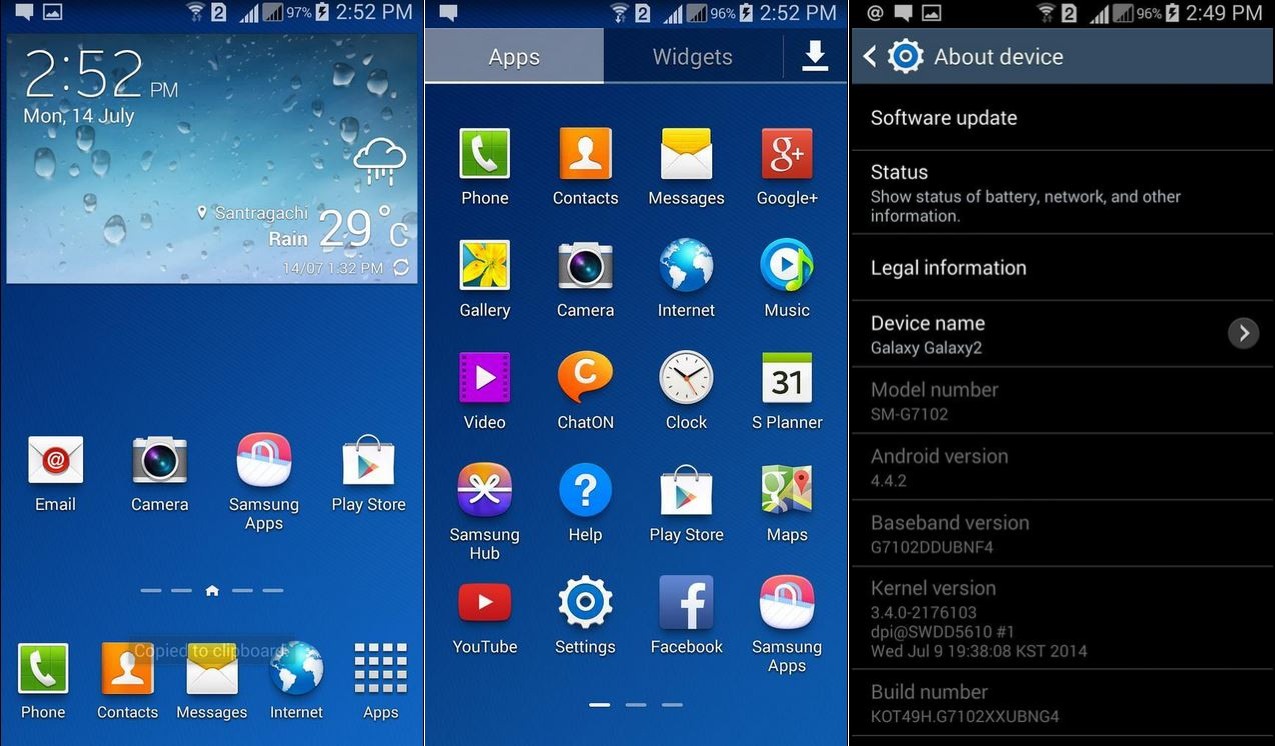 2 97% 2:52 PM
2:52 PM
Mon, 14 July
Santragachi
Rain 29°C
14/07 1:32 PM
@
Email
Camera
Samsung
Apps
Play Store
Copied to clipboard
Phone
Contacts
Messages
Internet
Apps
2 96% 2:52 PM
Apps
Widgets
Phone
Contacts
Messages
g+
Google+
Gallery
Camera
Internet
Music
Video
C
ChatON
Clock
31
S Planner
Samsung
Hub
?
Help
Play Store
g
Maps
YouTube
Settings
f
Facebook
Samsung
Apps
@ 2 96% 2:49 PM
About device
Software update
Status
Show status of battery, network, and other
information.
Legal information
Device name
Galaxy Galaxy2
Model number
SM-G7102
Android version
4.4.2
Baseband version
G7102DDUBNF4
Kernel version
3.4.0-2176103
dpi@SWDD5610 #1
Wed Jul 9 19:38:08 KST 2014
Build number
KOT49H.G7102XXUBNG4